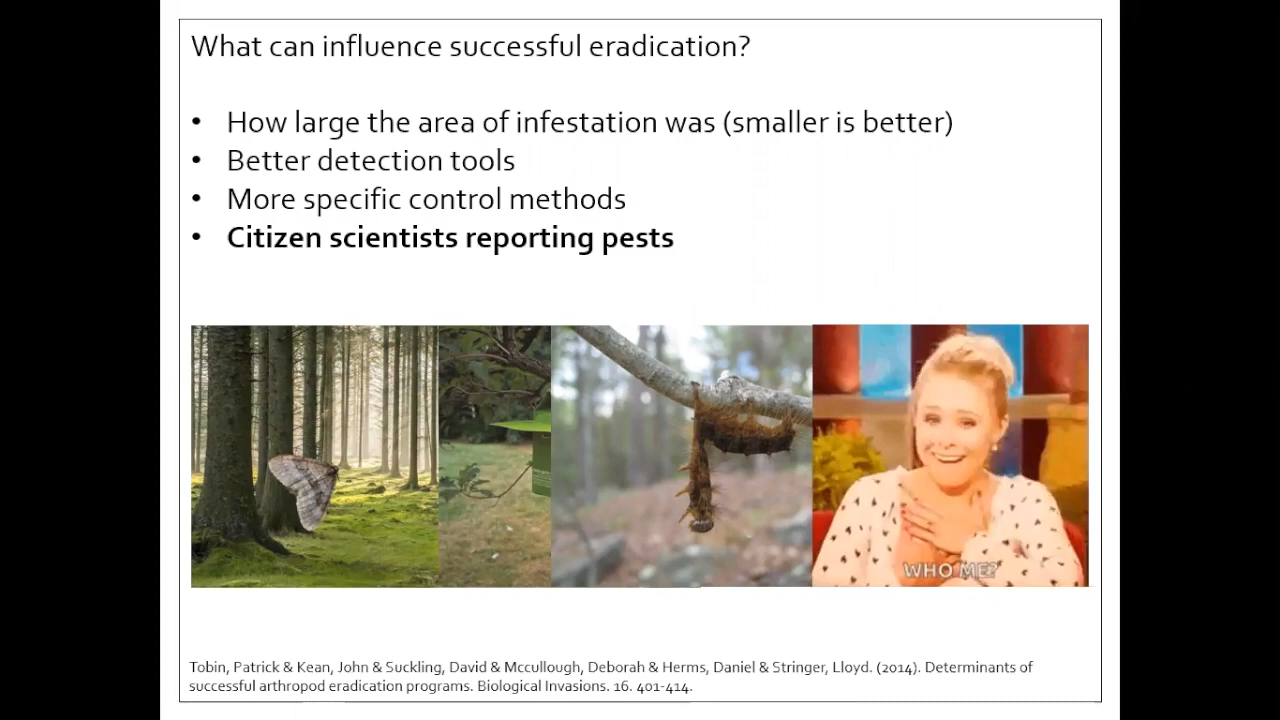 What can influence successful eradication?
• How large the area of infestation was (smaller is better)
• Better detection tools
• More specific control methods
• Citizen scientists reporting pests
WHO ME?
Tobin, Patrick & Kean, John & Suckling, David & Mccullough, Deborah & Herms, Daniel & Stringer, Lloyd. (2014). Determinants of
successful arthropod eradication programs. Biological Invasions. 16. 401-414.